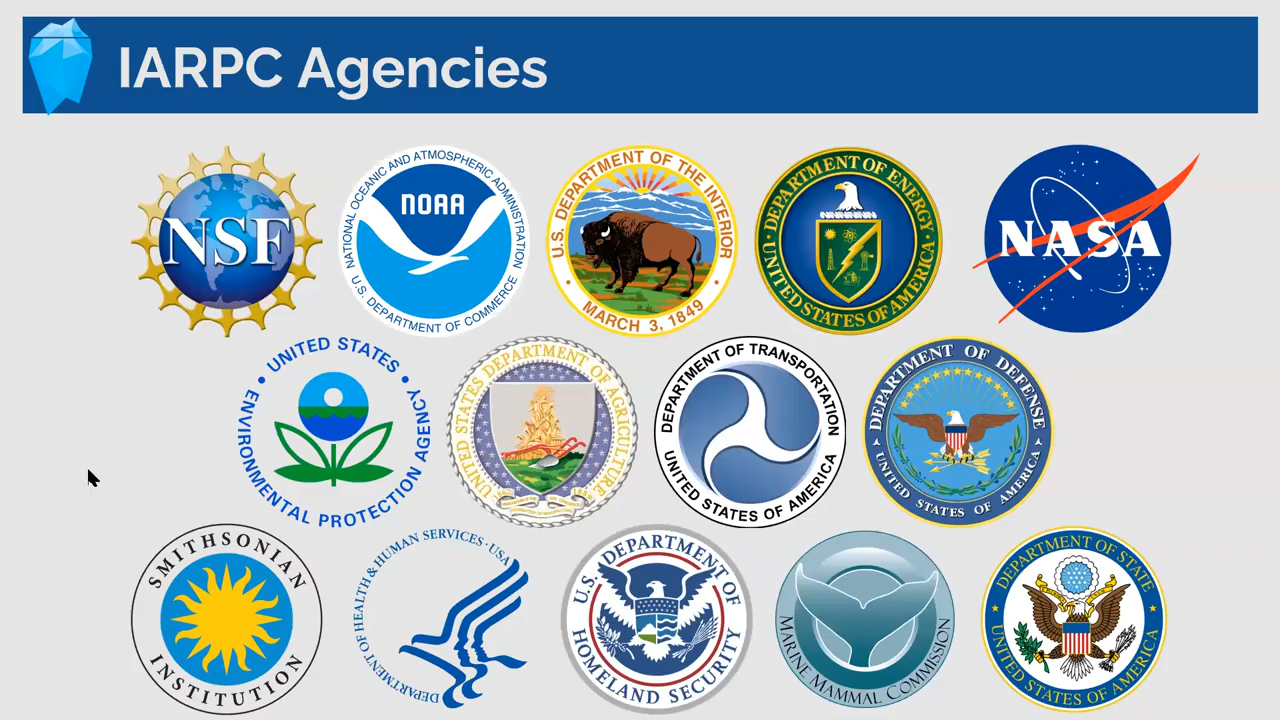 IARPC Agencies
NSF
NATIONAL OCEANIC AND ATMOSPHERIC ADMINISTRATION
NOAA
U.S. DEPARTMENT OF COMMERCE
U.S. DEPARTMENT OF THE INTERIOR
MARCH 3, 1849
DEPARTMENT OF ENERGY
UNITED STATES OF AMERICA
NASA
UNITED STATES
ENVIRONMENTAL PROTECTION AGENCY
UNITED STATES DEPARTMENT OF AGRICULTURE
DEPARTMENT OF TRANSPORTATION
UNITED STATES OF AMERICA
DEPARTMENT OF DEFENSE
UNITED STATES OF AMERICA
SMITHSONIAN
INSTITUTION
DEPARTMENT OF HEALTH & HUMAN SERVICES · USA
U.S. DEPARTMENT OF
HOMELAND SECURITY
MARINE MAMMAL COMMISSION
DEPARTMENT OF STATE
UNITED STATES OF AMERICA